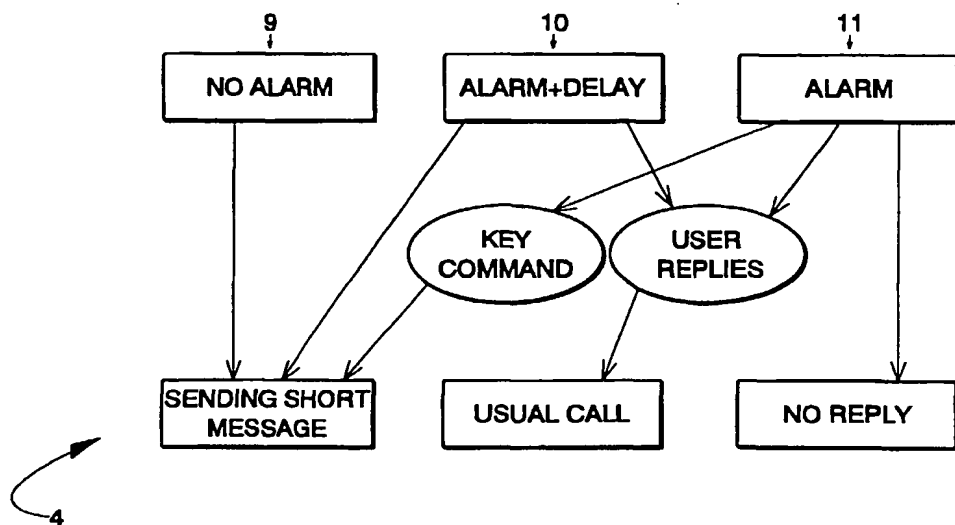 9
10
11
NO ALARM
ALARM+DELAY
ALARM
KEY
COMMAND
USER
REPLIES
SENDING SHORT
MESSAGE
USUAL CALL
NO REPLY
4